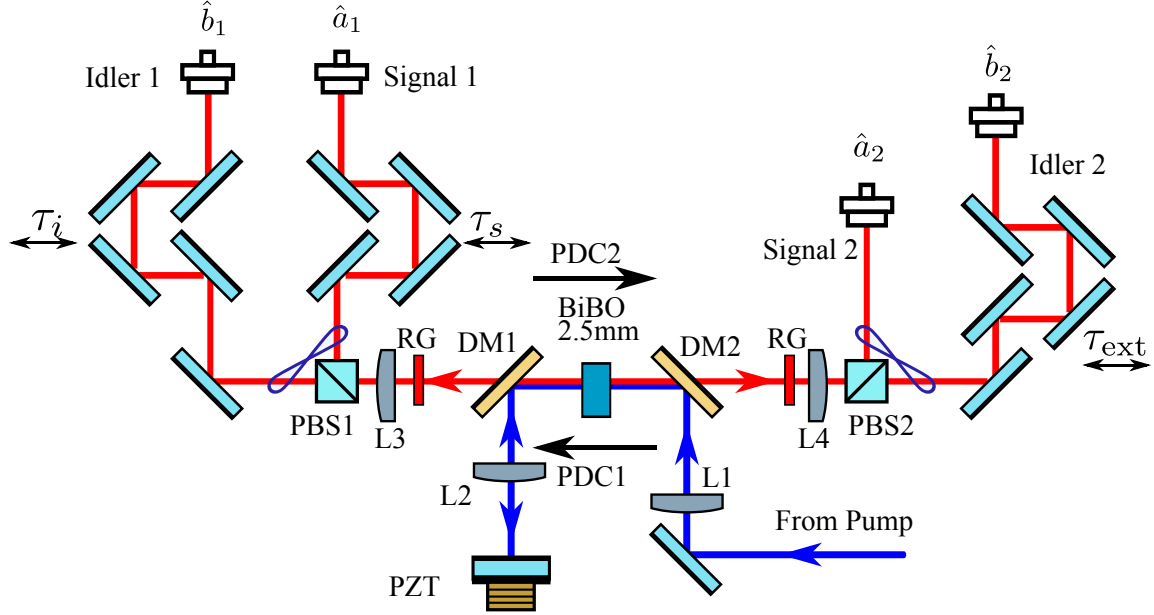 b̂₁
â₁
Idler 1
Signal 1
b̂₂
â₂
Idler 2
τᵢ
τₛ
PDC2
Signal 2
BiBO
2.5mm
RG
DM1
DM2
RG
τₑₓₜ
PBS1
L3
L4
PBS2
PDC1
L2
L1
From Pump
PZT